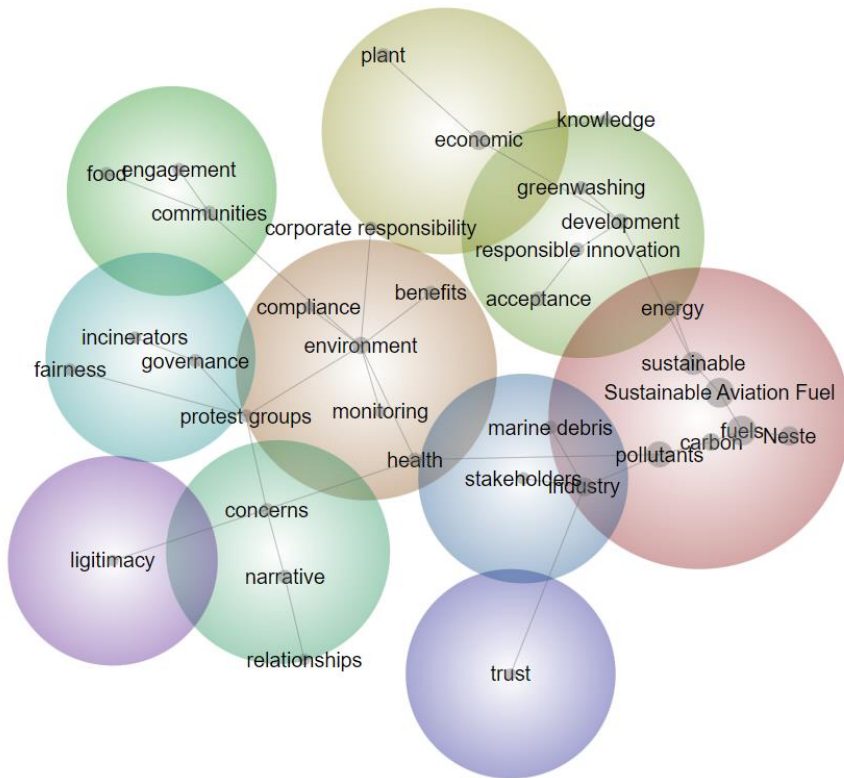 plant
knowledge
economic
food
engagement
greenwashing
communities
development
corporate responsibility
responsible innovation
benefits
acceptance
compliance
energy
incinerators
environment
governance
sustainable
fairness
Sustainable Aviation Fuel
protest groups
monitoring
marine debris
fuels
Neste
carbon
pollutants
health
stakeholders
industry
concerns
ligitimacy
narrative
relationships
trust